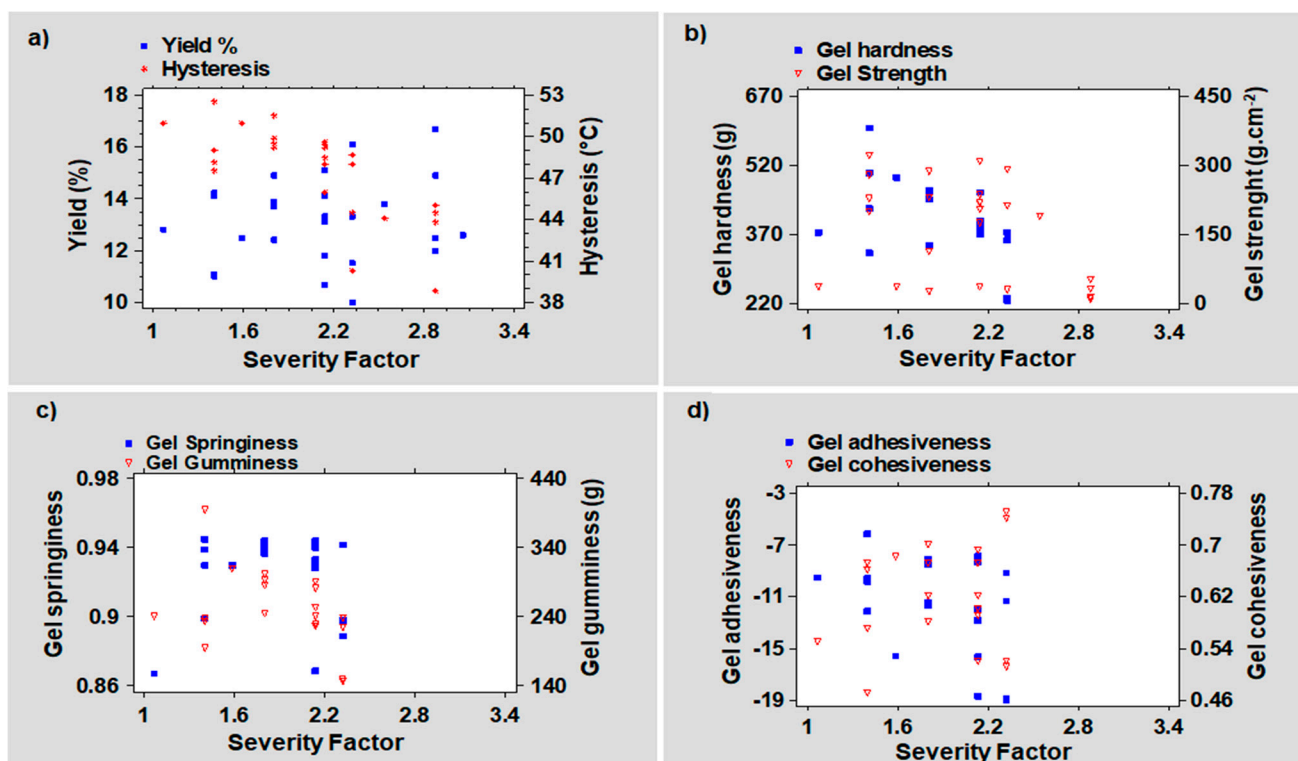 a)
Yield %
Hysteresis
18
16
14
12
10
53
50
47
44
41
38
Yield (%)
Hysteresis (°C)
1 1.6 2.2 2.8 3.4
Severity Factor
b)
Gel hardness
Gel Strength
670
520
370
220
450
300
150
0
Gel hardness (g)
Gel strenght (g.cm-2)
1 1.6 2.2 2.8 3.4
Severity Factor
c)
Gel Springiness
Gel Gumminess
0.98
0.94
0.9
0.86
440
340
240
140
Gel springiness
Gel gumminess (g)
1 1.6 2.2 2.8 3.4
Severity Factor
d)
Gel adhesiveness
Gel cohesiveness
-3
-7
-11
-15
-19
0.78
0.7
0.62
0.54
0.46
Gel adhesiveness
Gel cohesiveness
1 1.6 2.2 2.8 3.4
Severity Factor